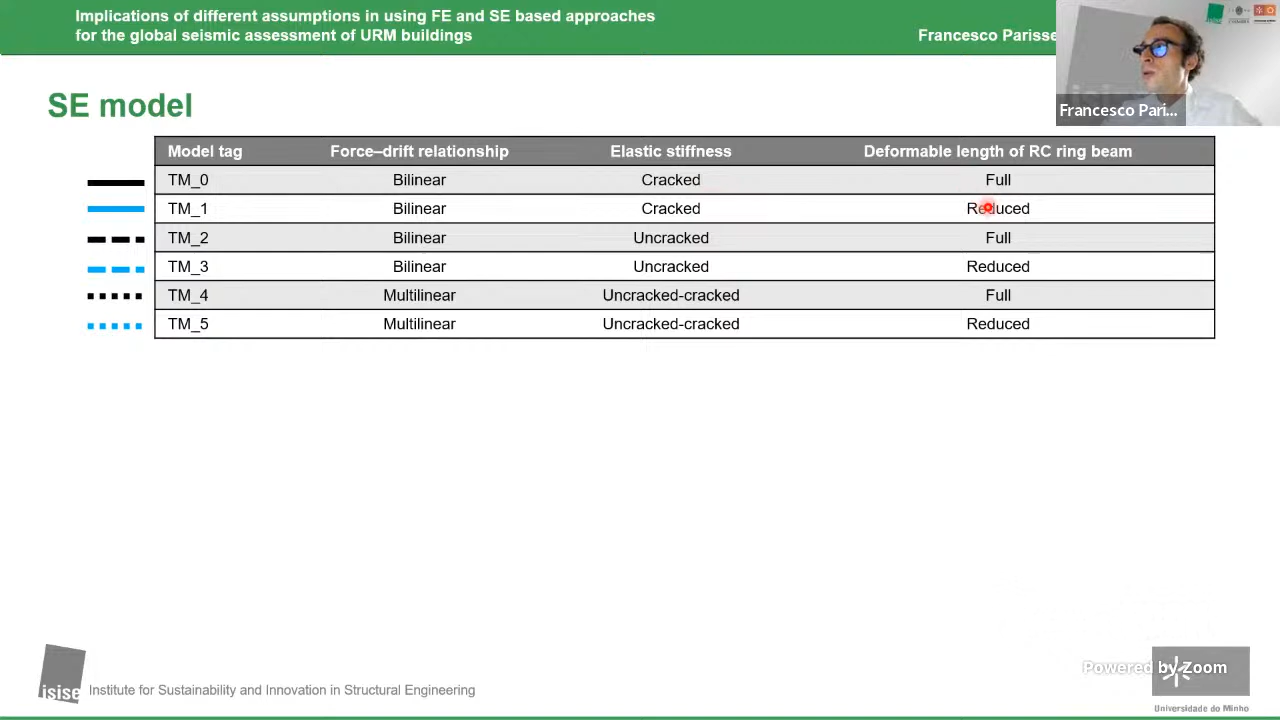 Implications of different assumptions in using FE and SE based approaches
for the global seismic assessment of URM buildings
Francesco Parisse
Francesco Pari...
SE model
Model tag Force–drift relationship Elastic stiffness Deformable length of RC ring beam
TM_0 Bilinear Cracked Full
TM_1 Bilinear Cracked Reduced
TM_2 Bilinear Uncracked Full
TM_3 Bilinear Uncracked Reduced
TM_4 Multilinear Uncracked-cracked Full
TM_5 Multilinear Uncracked-cracked Reduced
isise Institute for Sustainability and Innovation in Structural Engineering
Powered by Zoom
Universidade do Minho